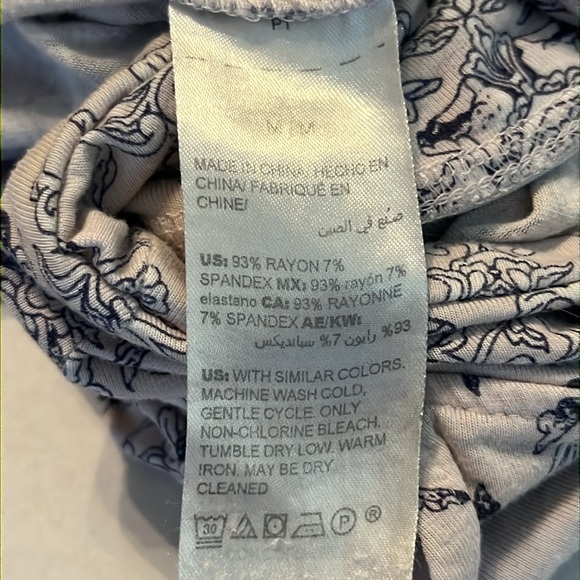 PT
M / M
MADE IN CHINA/ HECHO EN
CHINA/ FABRIQUÉ EN
CHINE/
صنع في الصين
US: 93% RAYON 7%
SPANDEX MX: 93% rayón 7%
elastano CA: 93% RAYONNE
7% SPANDEX AE/KW:
93% رايون 7% سبانديكس
US: WITH SIMILAR COLORS.
MACHINE WASH COLD,
GENTLE CYCLE. ONLY
NON-CHLORINE BLEACH,
TUMBLE DRY LOW. WARM
IRON. MAY BE DRY
CLEANED
30 P ®